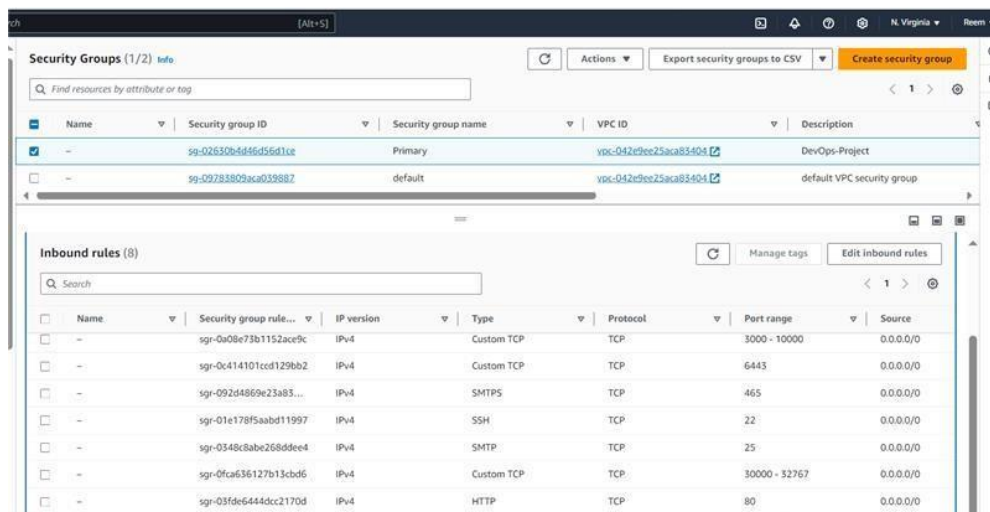 rch [Alt+S] N. Virginia ▼ Reem
Security Groups (1/2) Info Actions ▼ Export security groups to CSV ▼ Create security group
Find resources by attribute or tag < 1 >
Name Security group ID Security group name VPC ID Description
– sg-02630b4d46d56d1ce Primary vpc-042e9ee25aca83404 DevOps-Project
– sg-09783809aca039887 default vpc-042e9ee25aca83404 default VPC security group
Inbound rules (8) Manage tags Edit inbound rules
Search < 1 >
Name Security group rule... IP version Type Protocol Port range Source
– sgr-0a08e73b1152ace9c IPv4 Custom TCP TCP 3000 - 10000 0.0.0.0/0
– sgr-0c414101ccd129bb2 IPv4 Custom TCP TCP 6443 0.0.0.0/0
– sgr-092d4869e23a83... IPv4 SMTPS TCP 465 0.0.0.0/0
– sgr-01e178f5aabd11997 IPv4 SSH TCP 22 0.0.0.0/0
– sgr-0348c8abe268ddee4 IPv4 SMTP TCP 25 0.0.0.0/0
– sgr-0fca636127b13cbd6 IPv4 Custom TCP TCP 30000 - 32767 0.0.0.0/0
– sgr-03fde6444dcc2170d IPv4 HTTP TCP 80 0.0.0.0/0